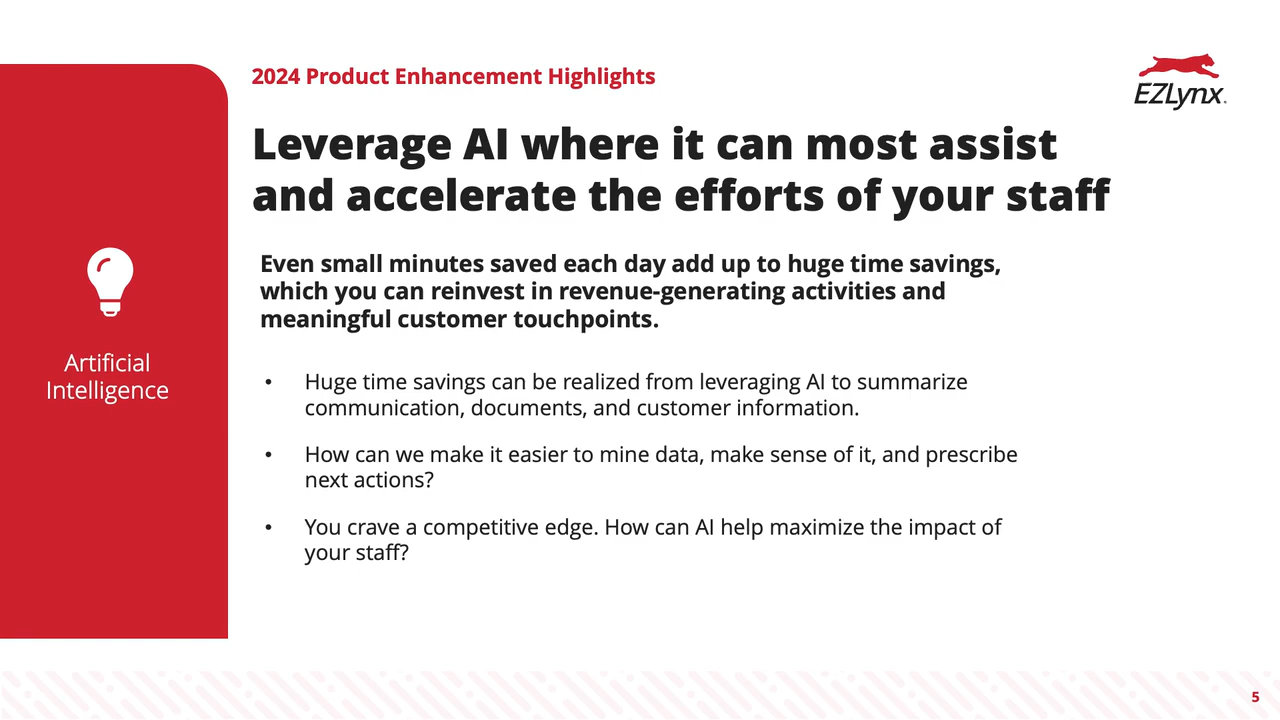 2024 Product Enhancement Highlights
EZLynx.
Leverage AI where it can most assist
and accelerate the efforts of your staff
Artificial
Intelligence
Even small minutes saved each day add up to huge time savings,
which you can reinvest in revenue-generating activities and
meaningful customer touchpoints.
• Huge time savings can be realized from leveraging AI to summarize
communication, documents, and customer information.
• How can we make it easier to mine data, make sense of it, and prescribe
next actions?
• You crave a competitive edge. How can AI help maximize the impact of
your staff?
5